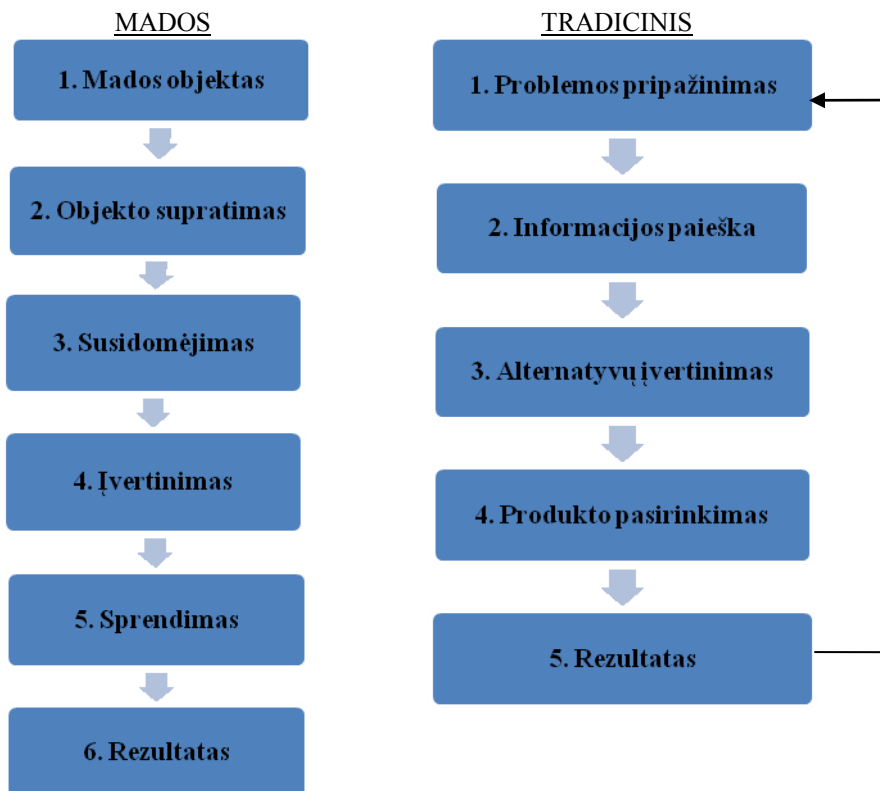 MADOS
1. Mados objektas
2. Objekto supratimas
3. Susidomėjimas
4. Įvertinimas
5. Sprendimas
6. Rezultatas
TRADICINIS
1. Problemos pripažinimas
2. Informacijos paieška
3. Alternatyvų įvertinimas
4. Produkto pasirinkimas
5. Rezultatas